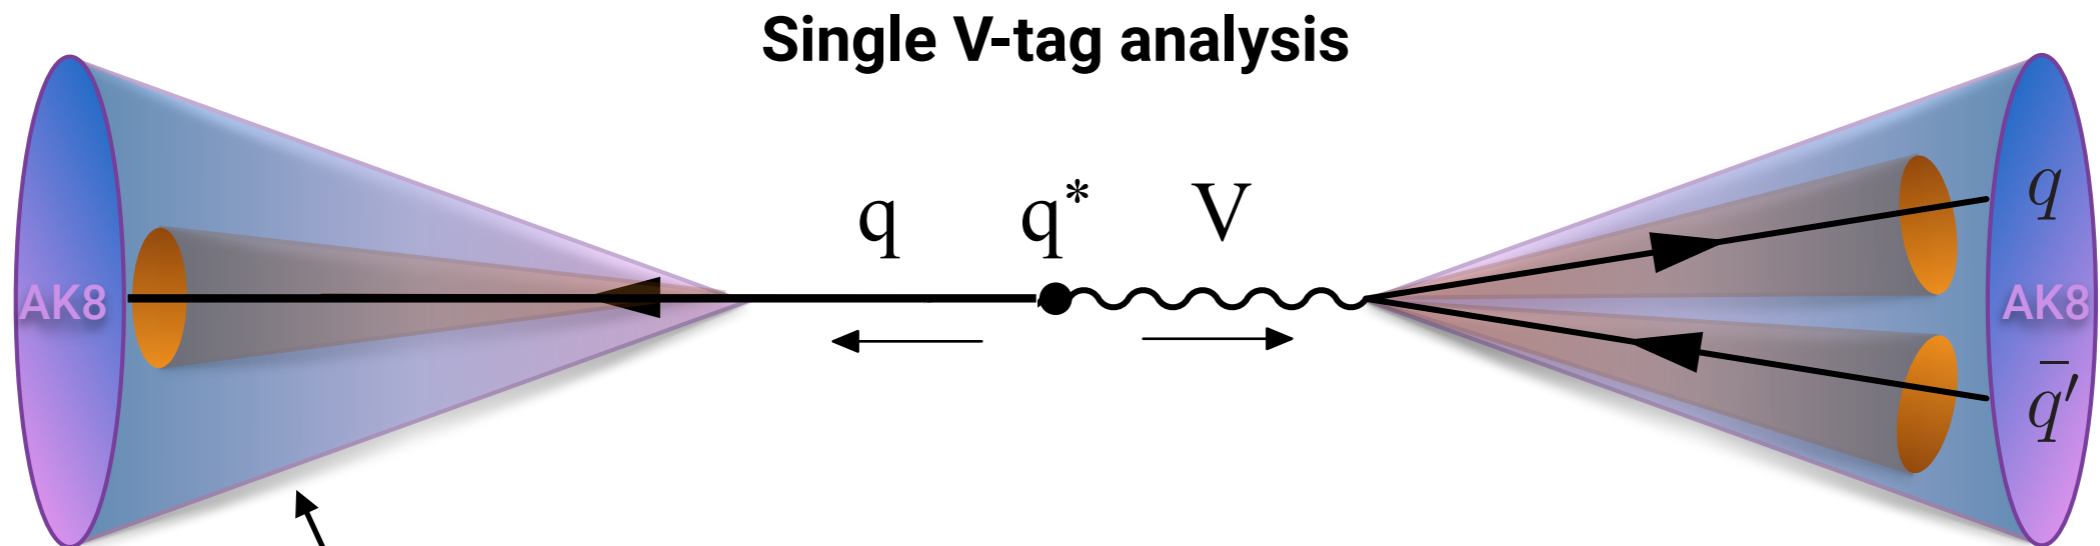 Single V-tag analysis
q q* V
q
AK8 AK8
q̅′